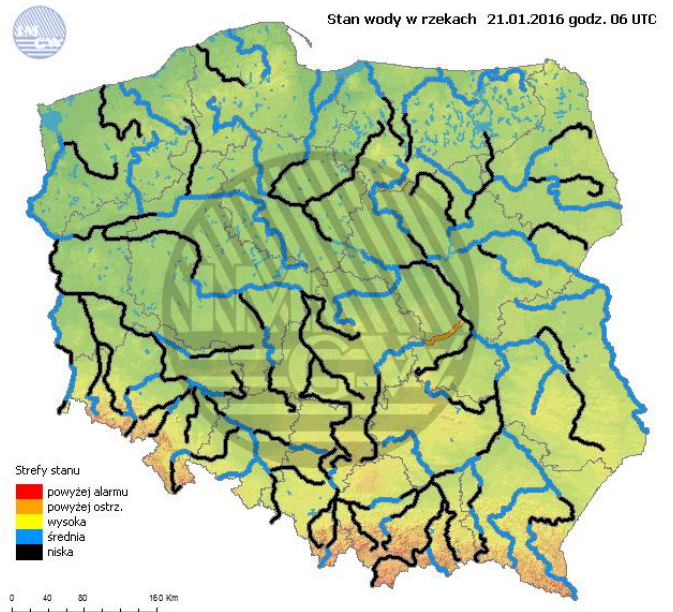 Stan wody w rzekach 21.01.2016 godz. 06 UTC
Strefy stanu
powyżej alarmu
powyżej ostrz.
wysoka
średnia
niska
0 40 80 160 Km